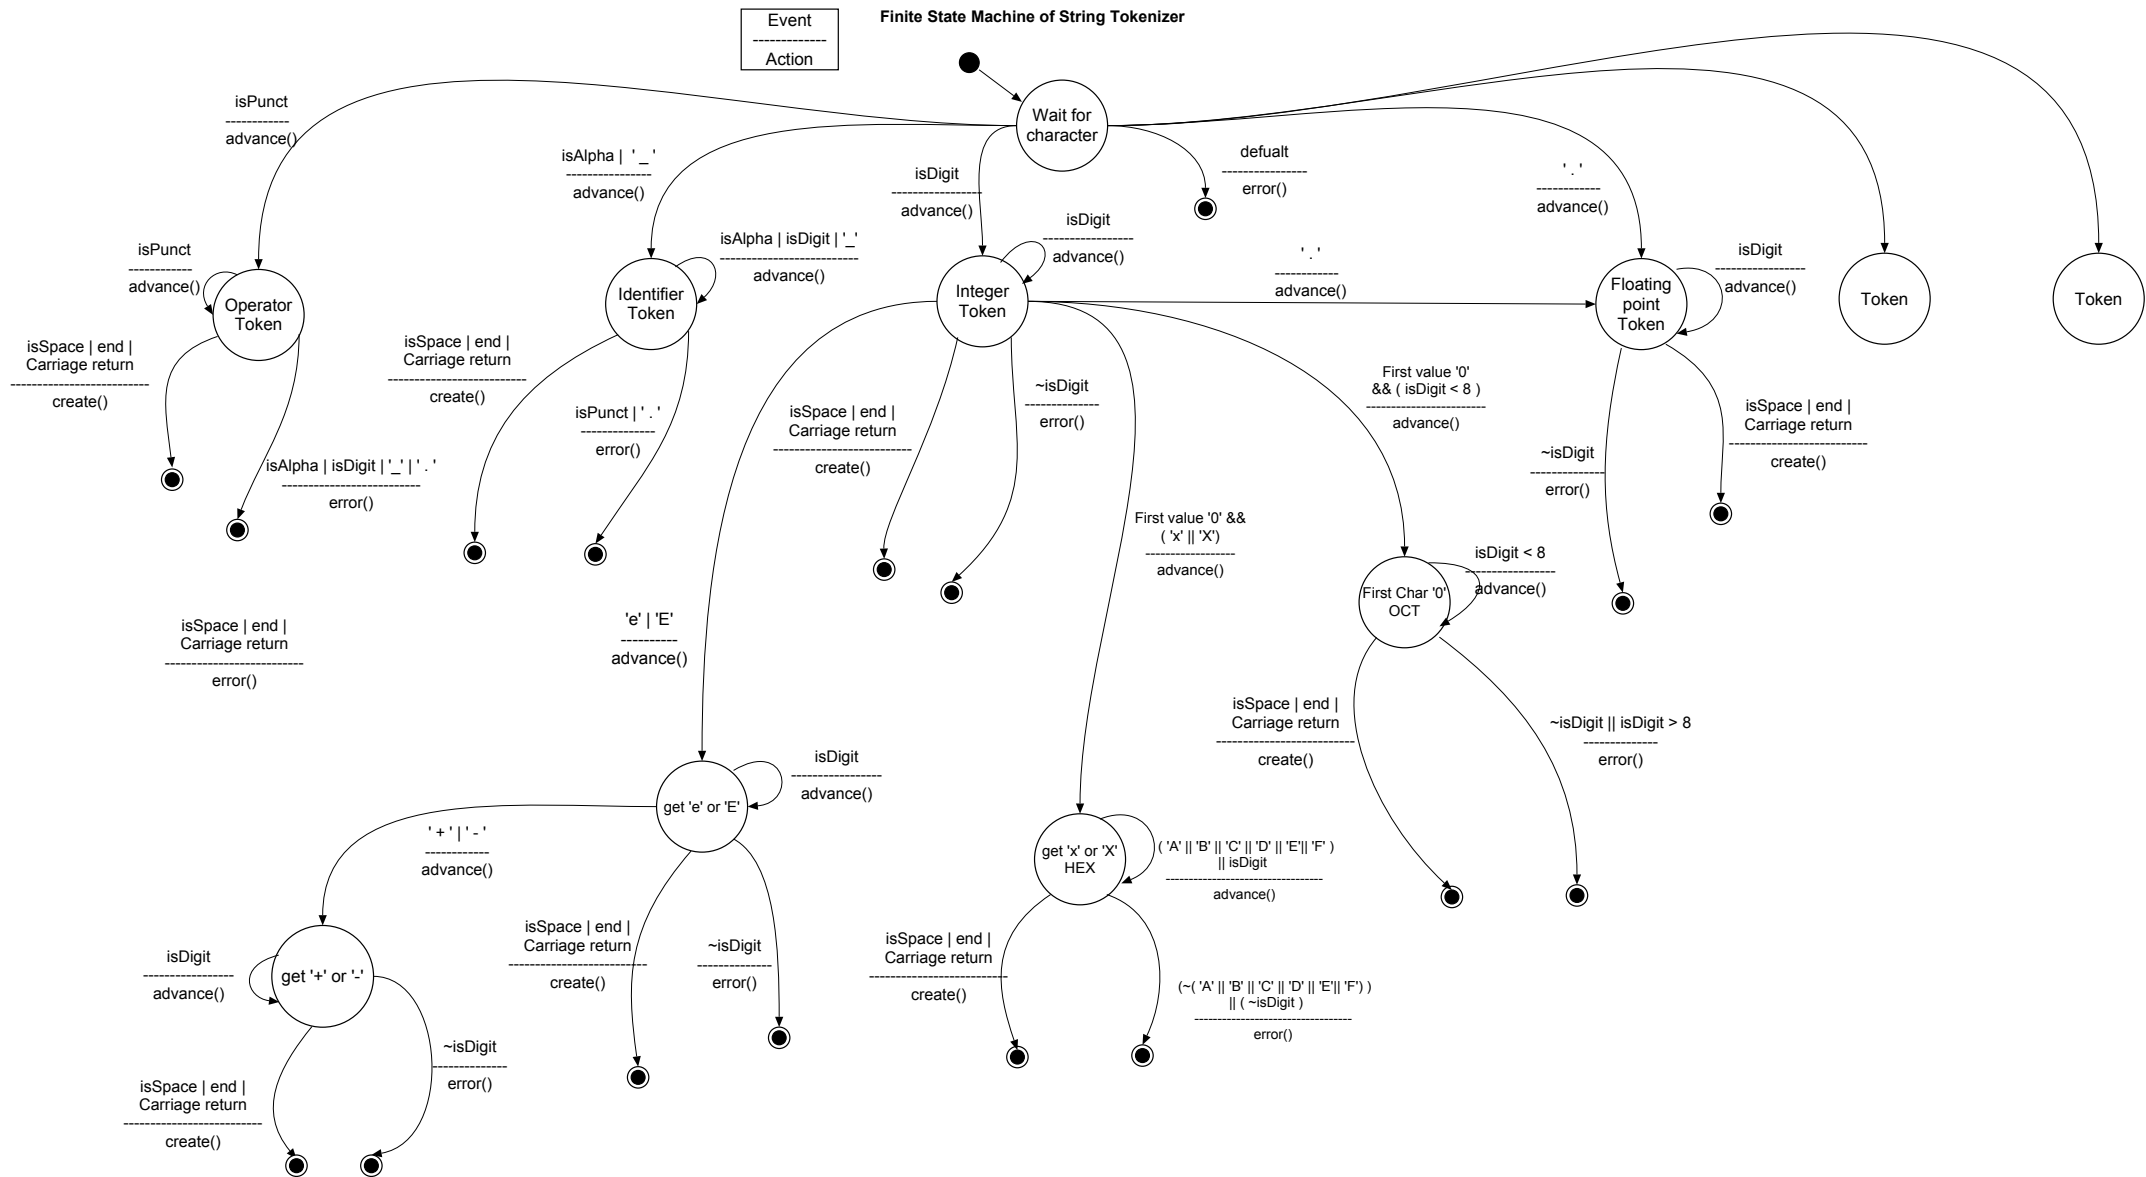 Finite State Machine of String Tokenizer
Event
-------------
Action
Wait for
character
isPunct
------------
advance()
isAlpha | ' _ '
----------------
advance()
isDigit
-----------------
advance()
defualt
----------------
error()
' . '
------------
advance()
isPunct
------------
advance()
Operator
Token
isAlpha | isDigit | '_'
--------------------------
advance()
Identifier
Token
isDigit
-----------------
advance()
Integer
Token
' . '
------------
advance()
Floating
point
Token
isDigit
-----------------
advance()
Token
Token
isSpace | end |
Carriage return
--------------------------
create()
isAlpha | isDigit | '_' | ' . '
--------------------------
error()
isSpace | end |
Carriage return
--------------------------
create()
isPunct | ' . '
--------------
error()
isSpace | end |
Carriage return
--------------------------
create()
~isDigit
--------------
error()
First value '0'
&& ( isDigit < 8 )
--------------------------
advance()
~isDigit
--------------
error()
isSpace | end |
Carriage return
--------------------------
create()
First value '0' &&
( 'x' || 'X')
-------------------
advance()
isDigit < 8
-----------------
advance()
First Char '0'
OCT
isSpace | end |
Carriage return
--------------------------
error()
'e' | 'E'
----------
advance()
isSpace | end |
Carriage return
--------------------------
create()
~isDigit || isDigit > 8
--------------
error()
get 'e' or 'E'
isDigit
-----------------
advance()
' + ' | ' - '
------------
advance()
get 'x' or 'X'
HEX
( 'A' || 'B' || 'C' || 'D' || 'E'|| 'F' )
|| isDigit
----------------------------------
advance()
isSpace | end |
Carriage return
--------------------------
create()
~isDigit
--------------
error()
isSpace | end |
Carriage return
--------------------------
create()
(~( 'A' || 'B' || 'C' || 'D' || 'E'|| 'F') )
|| ( ~isDigit )
----------------------------------
error()
isDigit
-----------------
advance()
get '+' or '-'
isSpace | end |
Carriage return
--------------------------
create()
~isDigit
--------------
error()